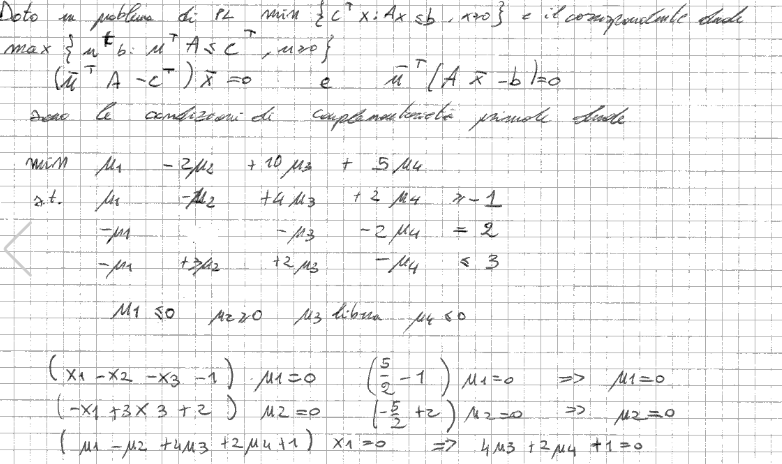 Dato un problema di PL min {c^T x : Ax ≤ b, x≥0} e il corrispondente duale
max {u^t b : u^T A ≤ c^T, u≥0}
(ū^T A - c^T) x̄ = 0 e ū^T (A x̄ - b) = 0
sono le condizioni di complementarietà primale duale
min μ1 - 2μ2 + 10 μ3 + 5 μ4
s.t. μ1 - μ2 + 4 μ3 + 2 μ4 ≥ -1
-μ1 - μ3 - 2 μ4 = 2
-μ1 + 3μ2 + 2 μ3 - μ4 ≤ 3
μ1 ≤0 μ2 ≥0 μ3 libera μ4 ≤0
(x1 - x2 - x3 - 1) μ1 = 0 (5/2 - 1) μ1 = 0 => μ1 = 0
(-x1 + 3x3 + 2) μ2 = 0 (-5/2 + 2) μ2 = 0 => μ2 = 0
(μ1 - μ2 + 4μ3 + 2μ4 + 1) x1 = 0 => 4μ3 + 2μ4 + 1 = 0